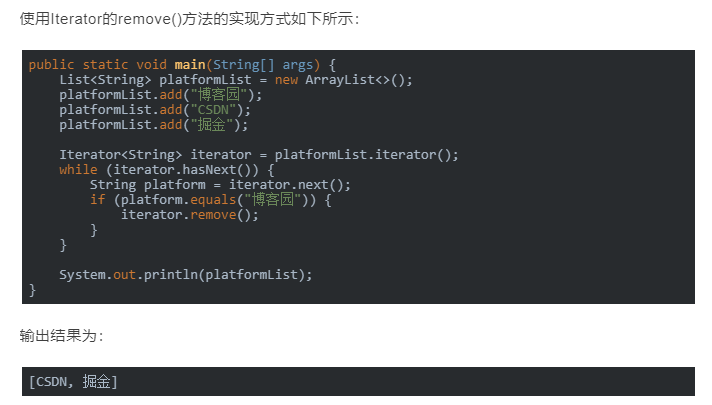 使用Iterator的remove()方法的实现方式如下所示：
public static void main(String[] args) {
    List<String> platformList = new ArrayList<>();
    platformList.add("博客园");
    platformList.add("CSDN");
    platformList.add("掘金");

    Iterator<String> iterator = platformList.iterator();
    while (iterator.hasNext()) {
        String platform = iterator.next();
        if (platform.equals("博客园")) {
            iterator.remove();
        }
    }

    System.out.println(platformList);
}
输出结果为：
[CSDN, 掘金]